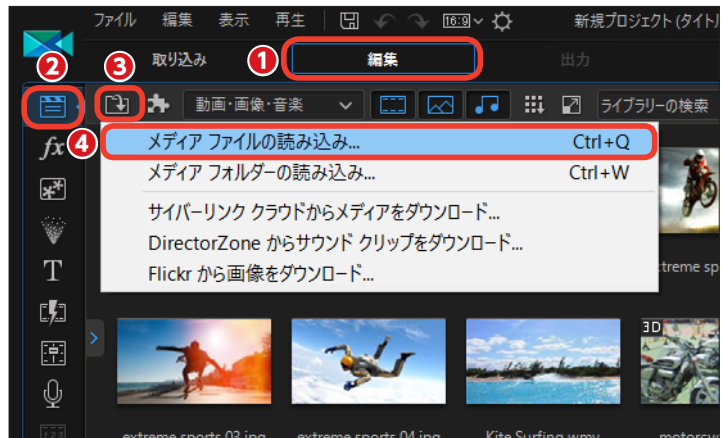 ファイル 編集 表示 再生 16:9 新規プロジェクト (タイトル
取り込み ① 編集 出力
② ③
動画・画像・音楽 ライブラリーの検索
④ メディア ファイルの読み込み... Ctrl+Q
メディア フォルダーの読み込み... Ctrl+W
サイバーリンク クラウドからメディアをダウンロード...
DirectorZone からサウンド クリップをダウンロード...
Flickr から画像をダウンロード...
fx
T
xtreme sp
3D
extreme sports 03.jpg extreme sports 04.jpg Kite Surfing.wmv motorcyc